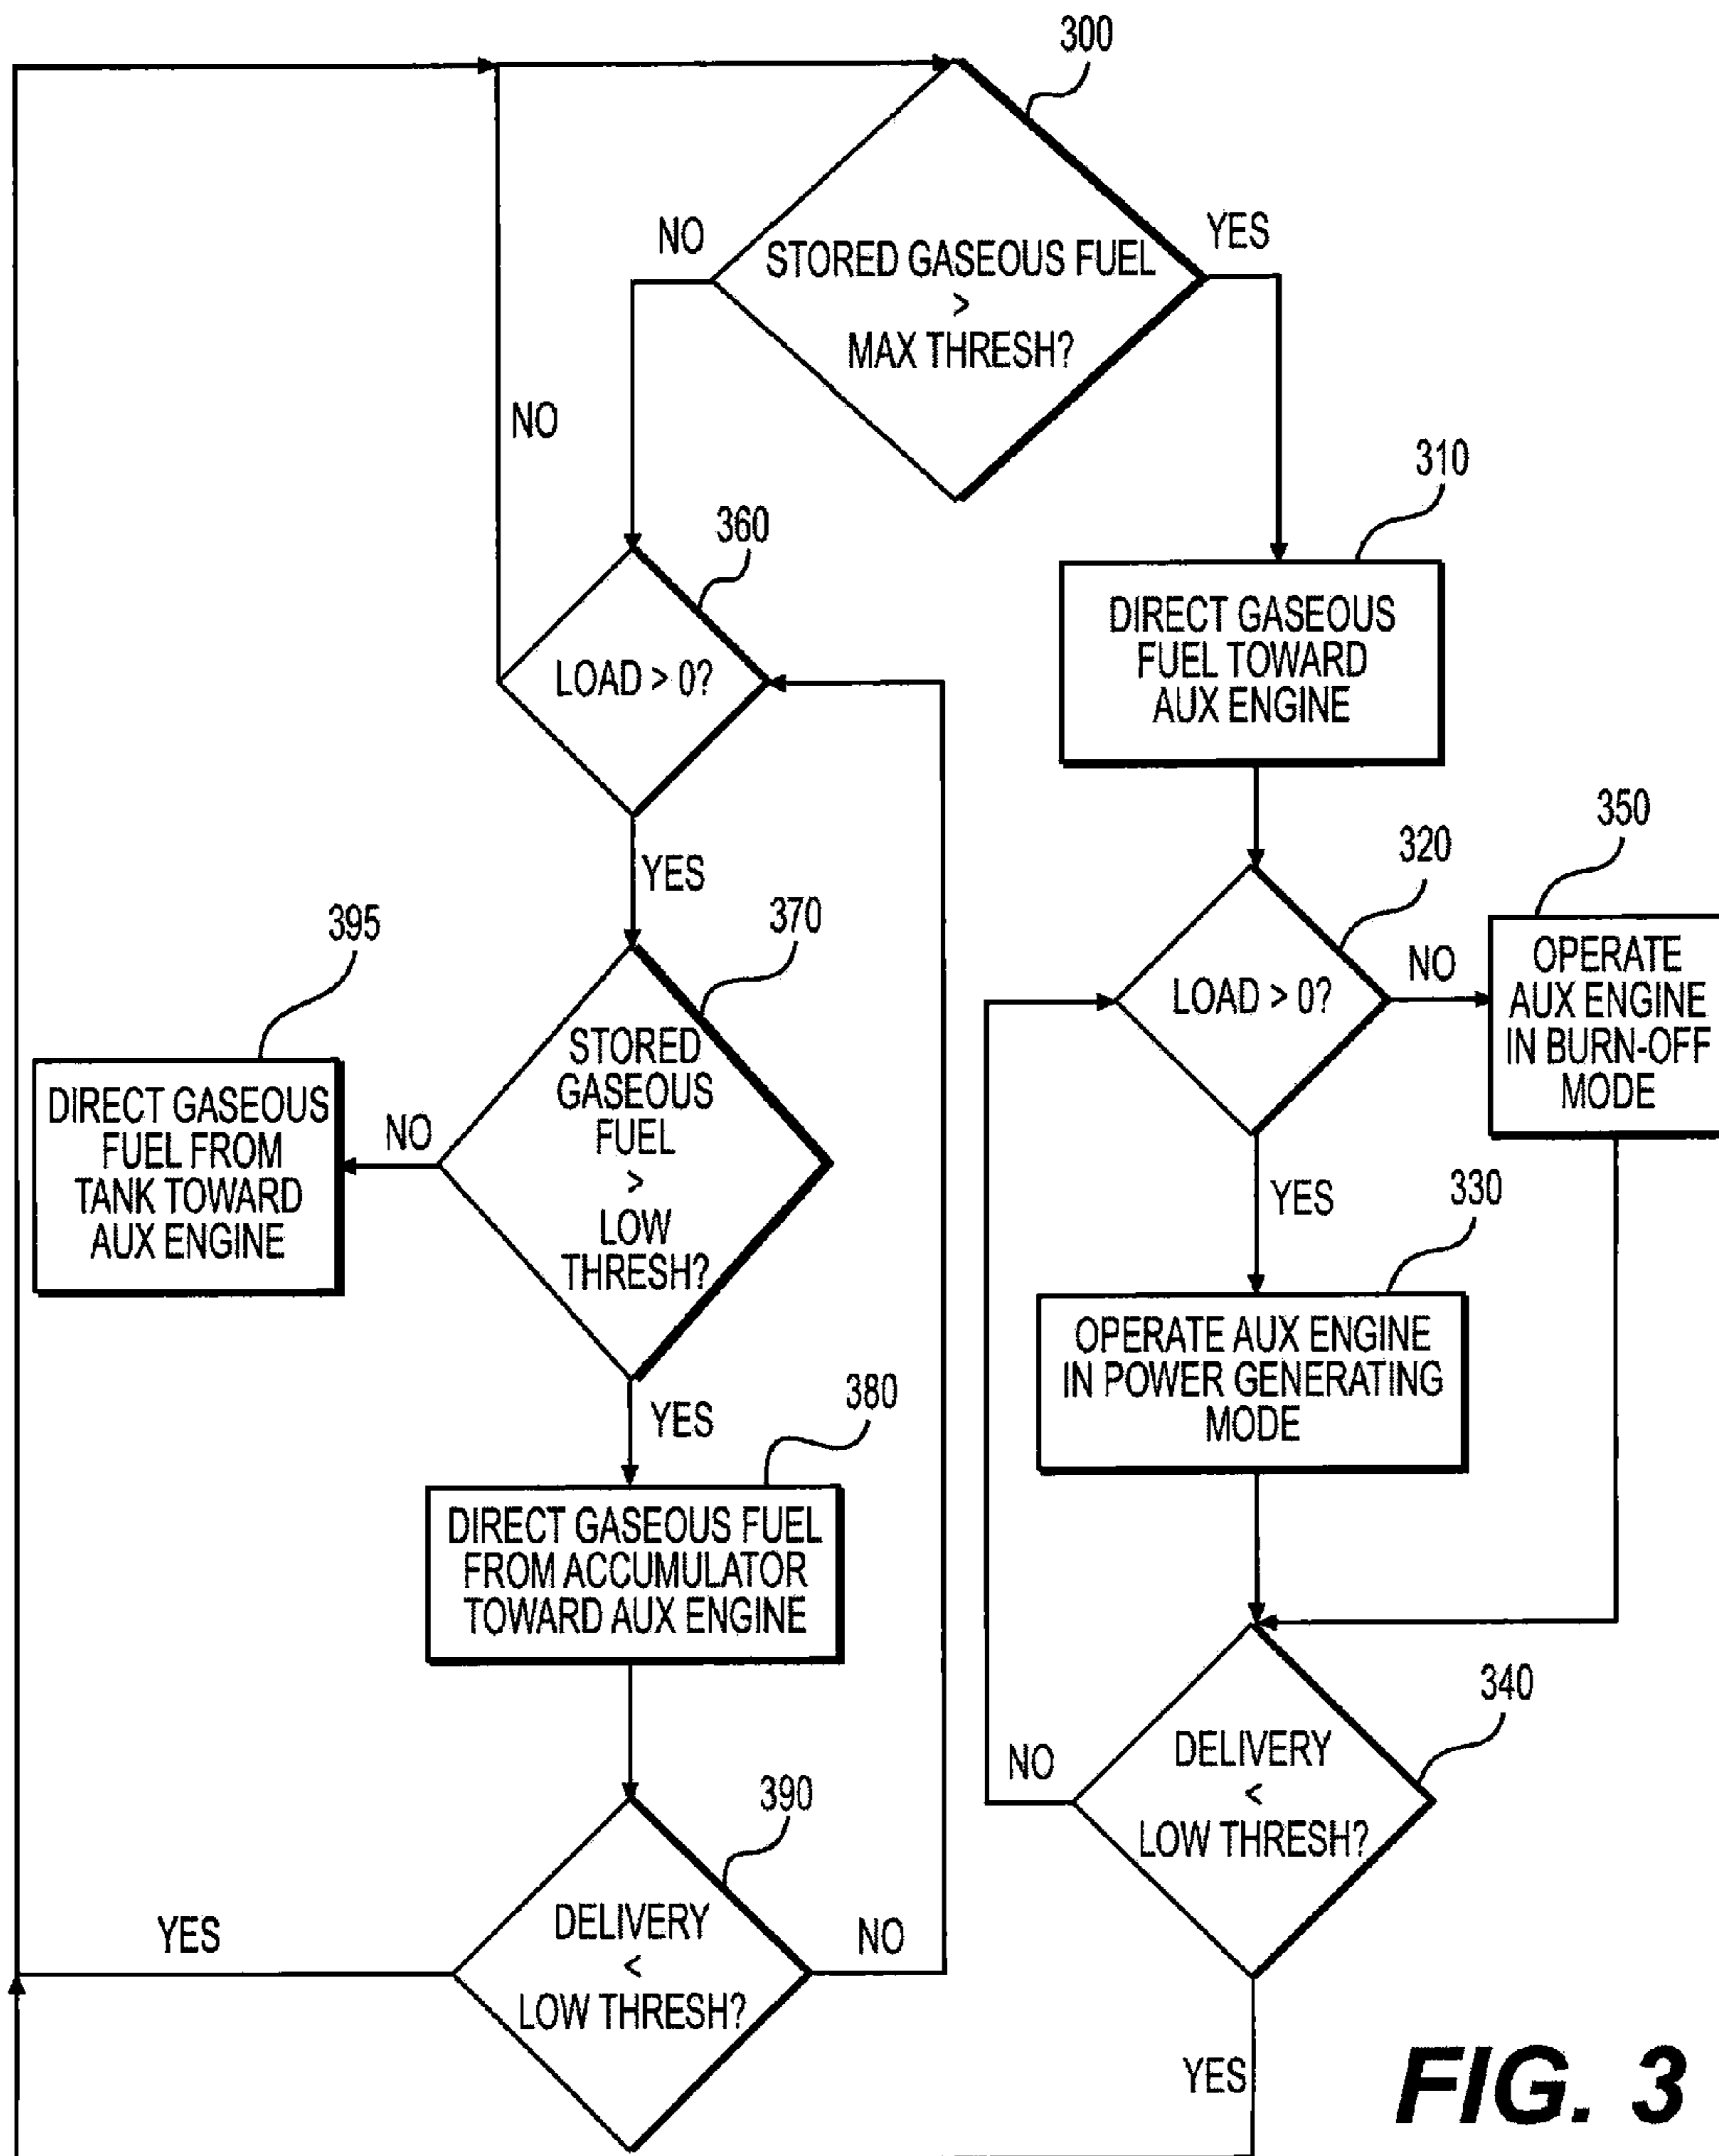 300
NO
YES
STORED GASEOUS FUEL
>
MAX THRESH?
NO
310
360
DIRECT GASEOUS
FUEL TOWARD
AUX ENGINE
LOAD > 0?
350
320
YES
370
395
OPERATE
AUX ENGINE
IN BURN-OFF
MODE
NO
LOAD > 0?
STORED
GASEOUS
FUEL
>
LOW
THRESH?
DIRECT GASEOUS
FUEL FROM
TANK TOWARD
AUX ENGINE
NO
YES
330
OPERATE AUX ENGINE
IN POWER GENERATING
MODE
380
YES
DIRECT GASEOUS FUEL
FROM ACCUMULATOR
TOWARD AUX ENGINE
340
DELIVERY
<
LOW THRESH?
NO
390
YES
DELIVERY
<
LOW THRESH?
NO
YES
FIG. 3